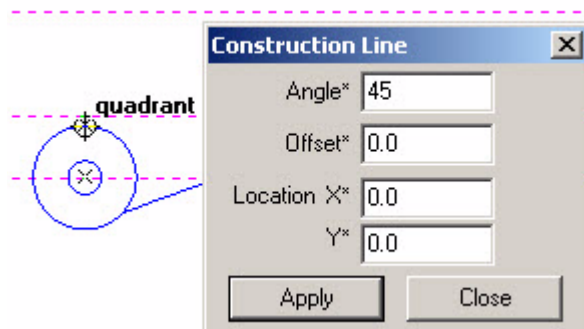 Construction Line
quadrant
Angle* 45
Offset* 0.0
Location X* 0.0
Y* 0.0
Apply Close